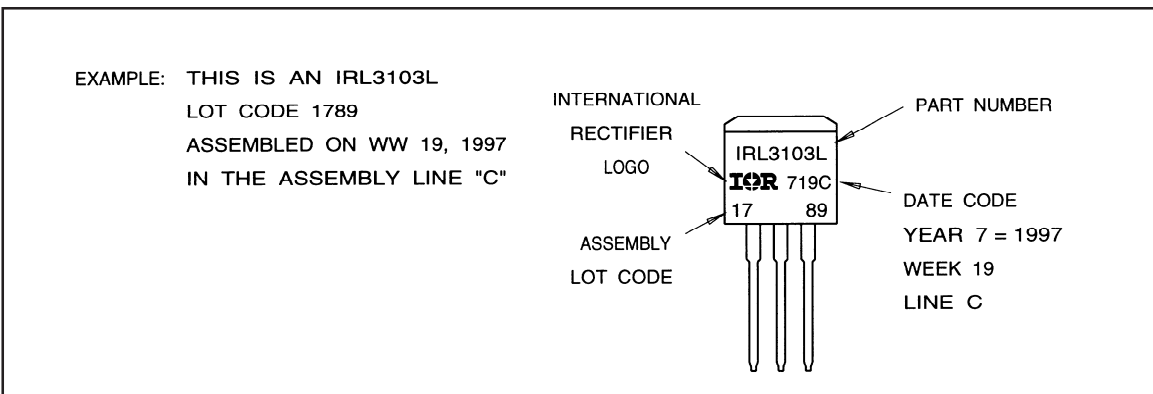 EXAMPLE: THIS IS AN IRL3103L
LOT CODE 1789
ASSEMBLED ON WW 19, 1997
IN THE ASSEMBLY LINE "C"
INTERNATIONAL
RECTIFIER
LOGO
ASSEMBLY
LOT CODE
IRL3103L
IOR 719C
17 89
PART NUMBER
DATE CODE
YEAR 7 = 1997
WEEK 19
LINE C